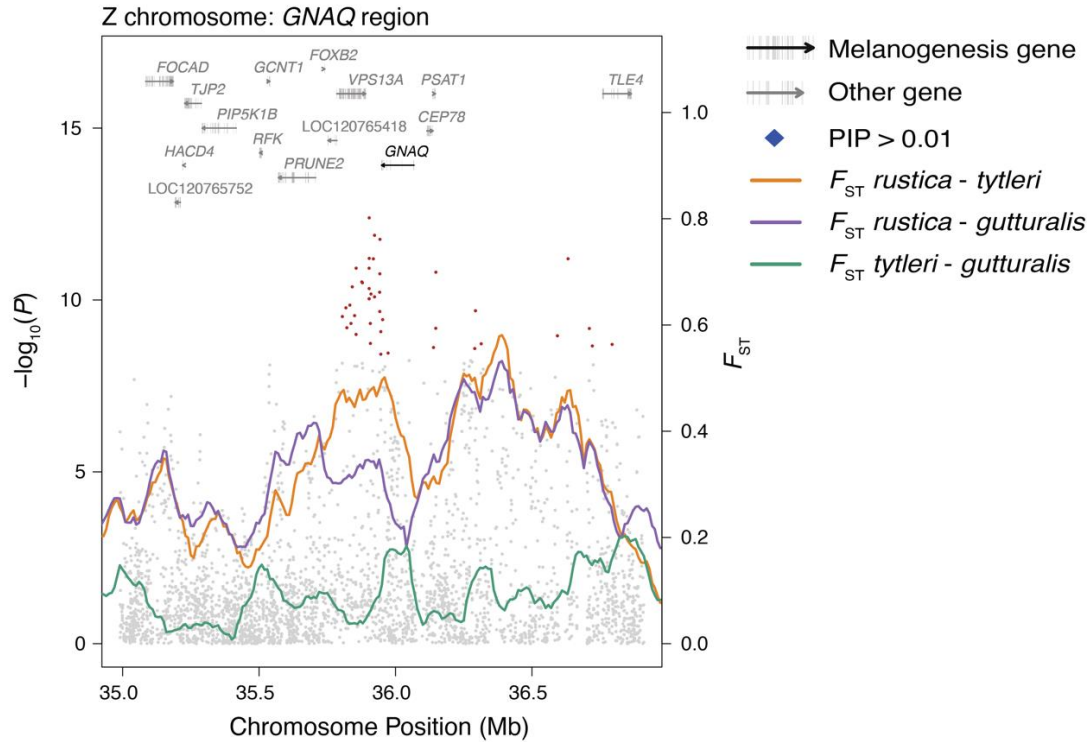 Z chromosome: GNAQ region
FOXB2
FOCAD
GCNT1
VPS13A
PSAT1
TLE4
TJP2
PIP5K1B
CEP78
LOC120765418
RFK
HACD4
PRUNE2
GNAQ
LOC120765752
15
10
5
0
−log10(P)
1.0
0.8
0.6
0.4
0.2
0.0
FST
35.0
35.5
36.0
36.5
Chromosome Position (Mb)
Melanogenesis gene
Other gene
PIP > 0.01
FST rustica - tytleri
FST rustica - gutturalis
FST tytleri - gutturalis